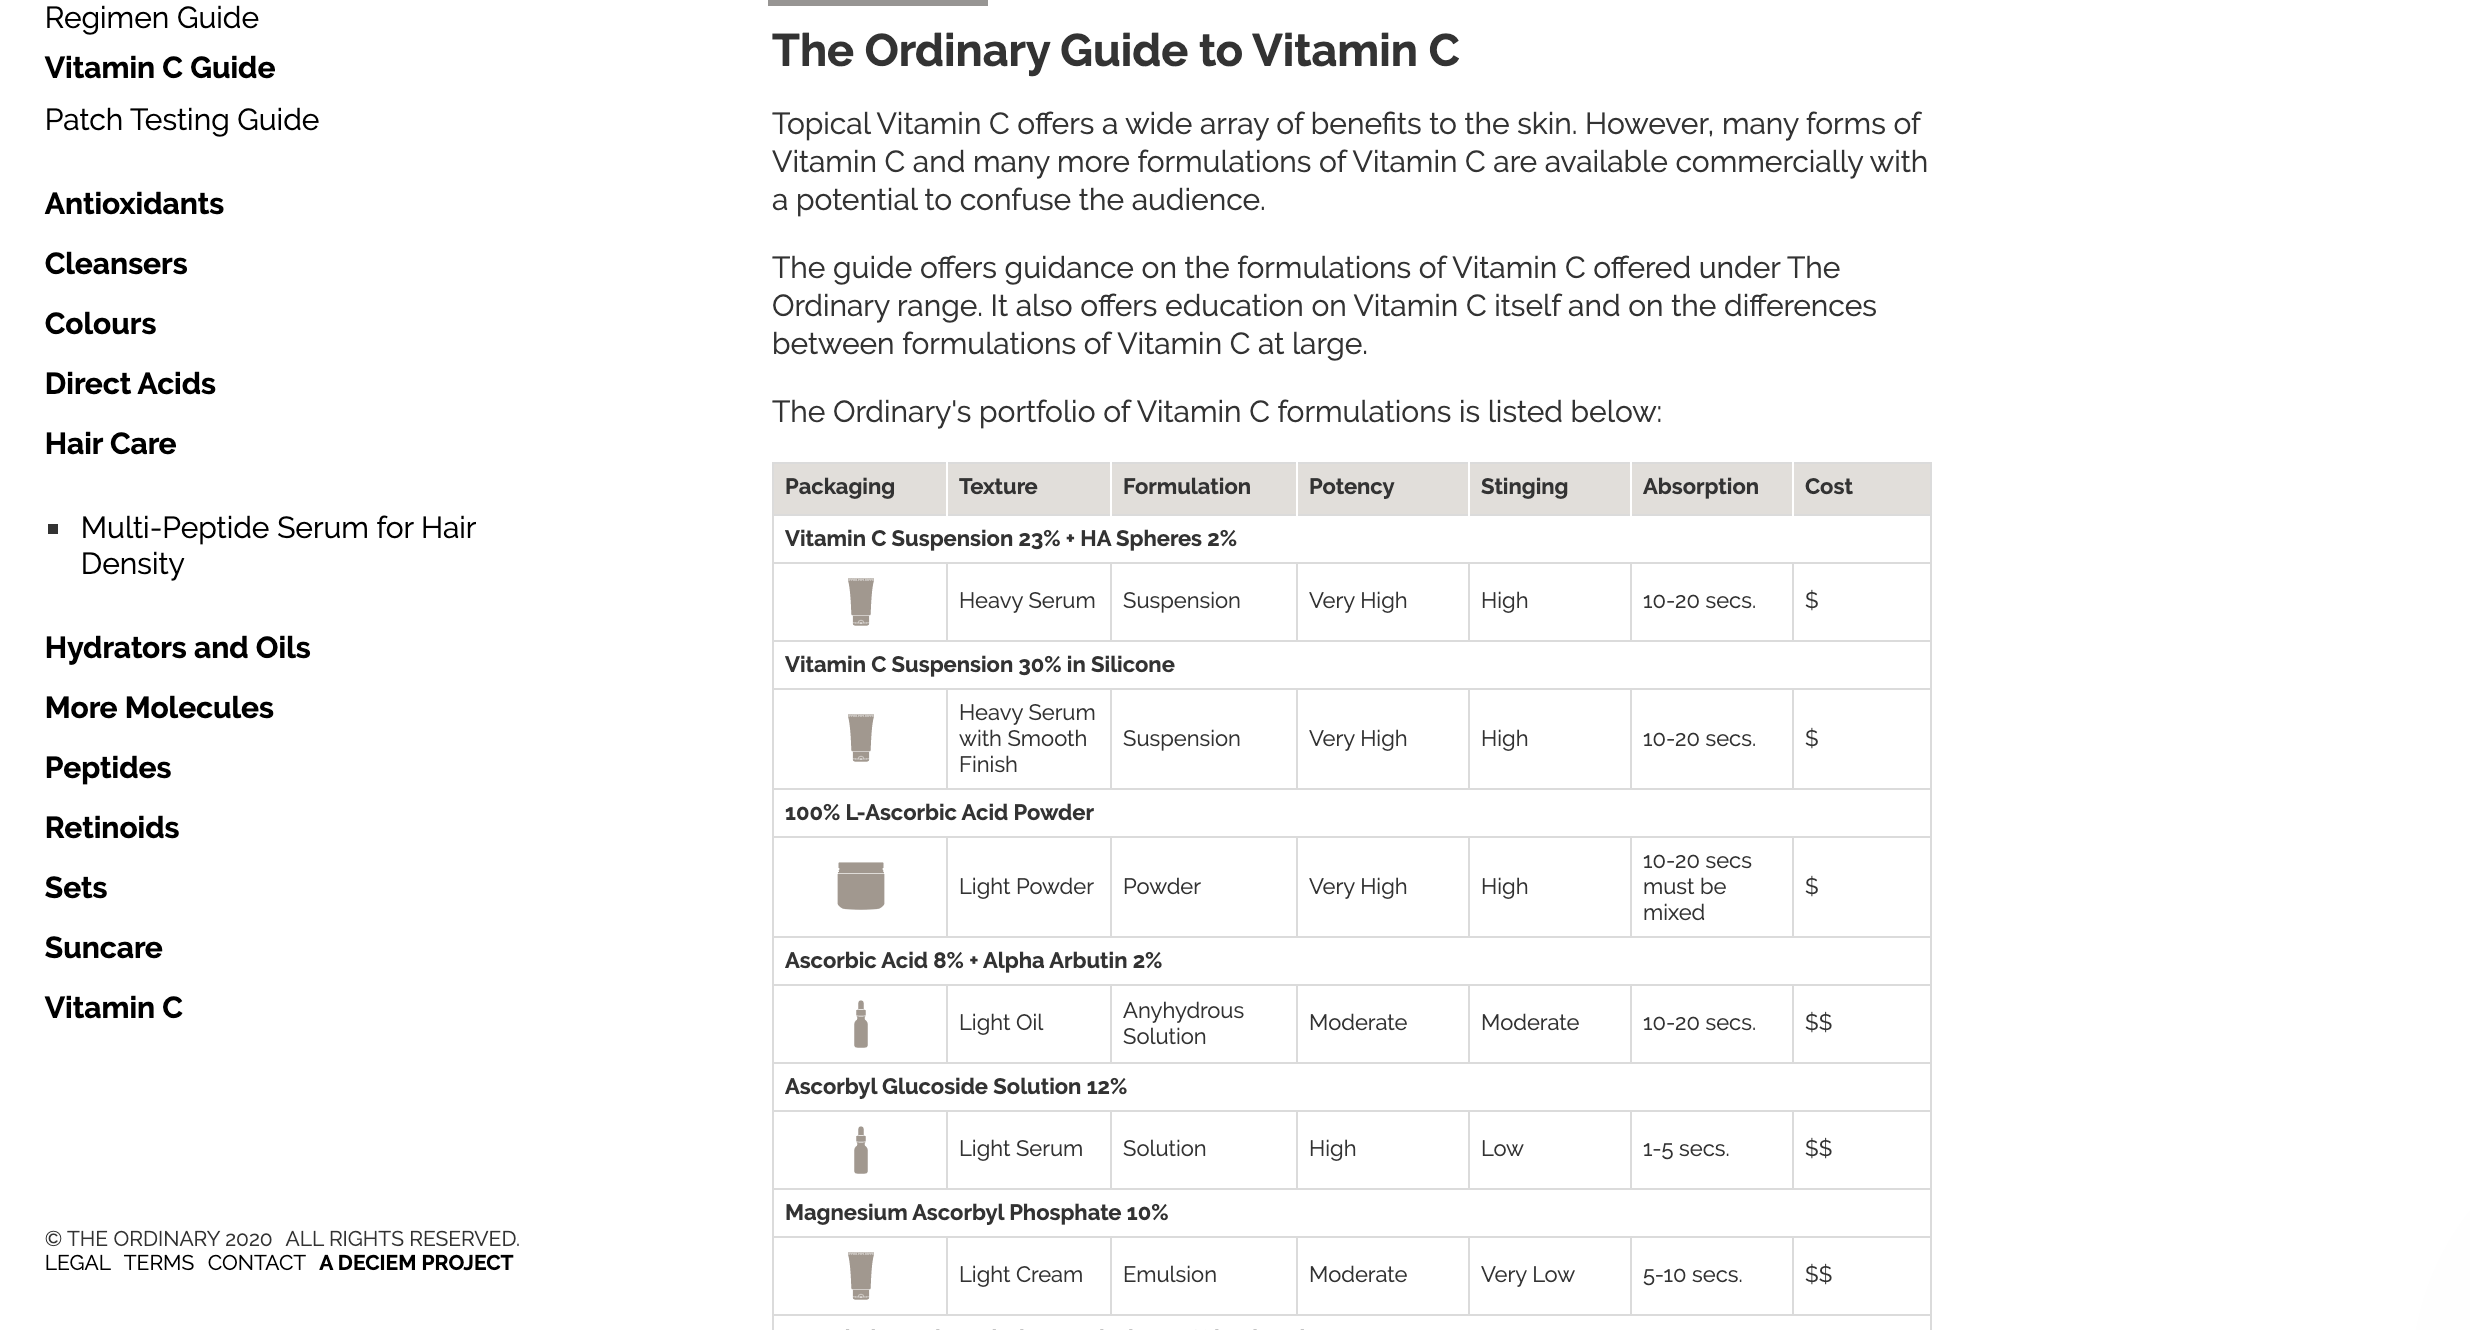 Regimen Guide
Vitamin C Guide
Patch Testing Guide
Antioxidants
Cleansers
Colours
Direct Acids
Hair Care
Multi-Peptide Serum for Hair
Density
Hydrators and Oils
More Molecules
Peptides
Retinoids
Sets
Suncare
Vitamin C
© THE ORDINARY 2020 ALL RIGHTS RESERVED.
LEGAL TERMS CONTACT A DECIEM PROJECT
The Ordinary Guide to Vitamin C
Topical Vitamin C offers a wide array of benefits to the skin. However, many forms of
Vitamin C and many more formulations of Vitamin C are available commercially with
a potential to confuse the audience.
The guide offers guidance on the formulations of Vitamin C offered under The
Ordinary range. It also offers education on Vitamin C itself and on the differences
between formulations of Vitamin C at large.
The Ordinary's portfolio of Vitamin C formulations is listed below:
Packaging Texture Formulation Potency Stinging Absorption Cost
Vitamin C Suspension 23% + HA Spheres 2%
Heavy Serum Suspension Very High High 10-20 secs. $
Vitamin C Suspension 30% in Silicone
Heavy Serum
with Smooth
Finish
Suspension Very High High 10-20 secs. $
100% L-Ascorbic Acid Powder
Light Powder Powder Very High High
10-20 secs
must be
mixed
$
Ascorbic Acid 8% + Alpha Arbutin 2%
Light Oil
Anyhydrous
Solution
Moderate Moderate 10-20 secs. $$
Ascorbyl Glucoside Solution 12%
Light Serum Solution High Low 1-5 secs. $$
Magnesium Ascorbyl Phosphate 10%
Light Cream Emulsion Moderate Very Low 5-10 secs. $$